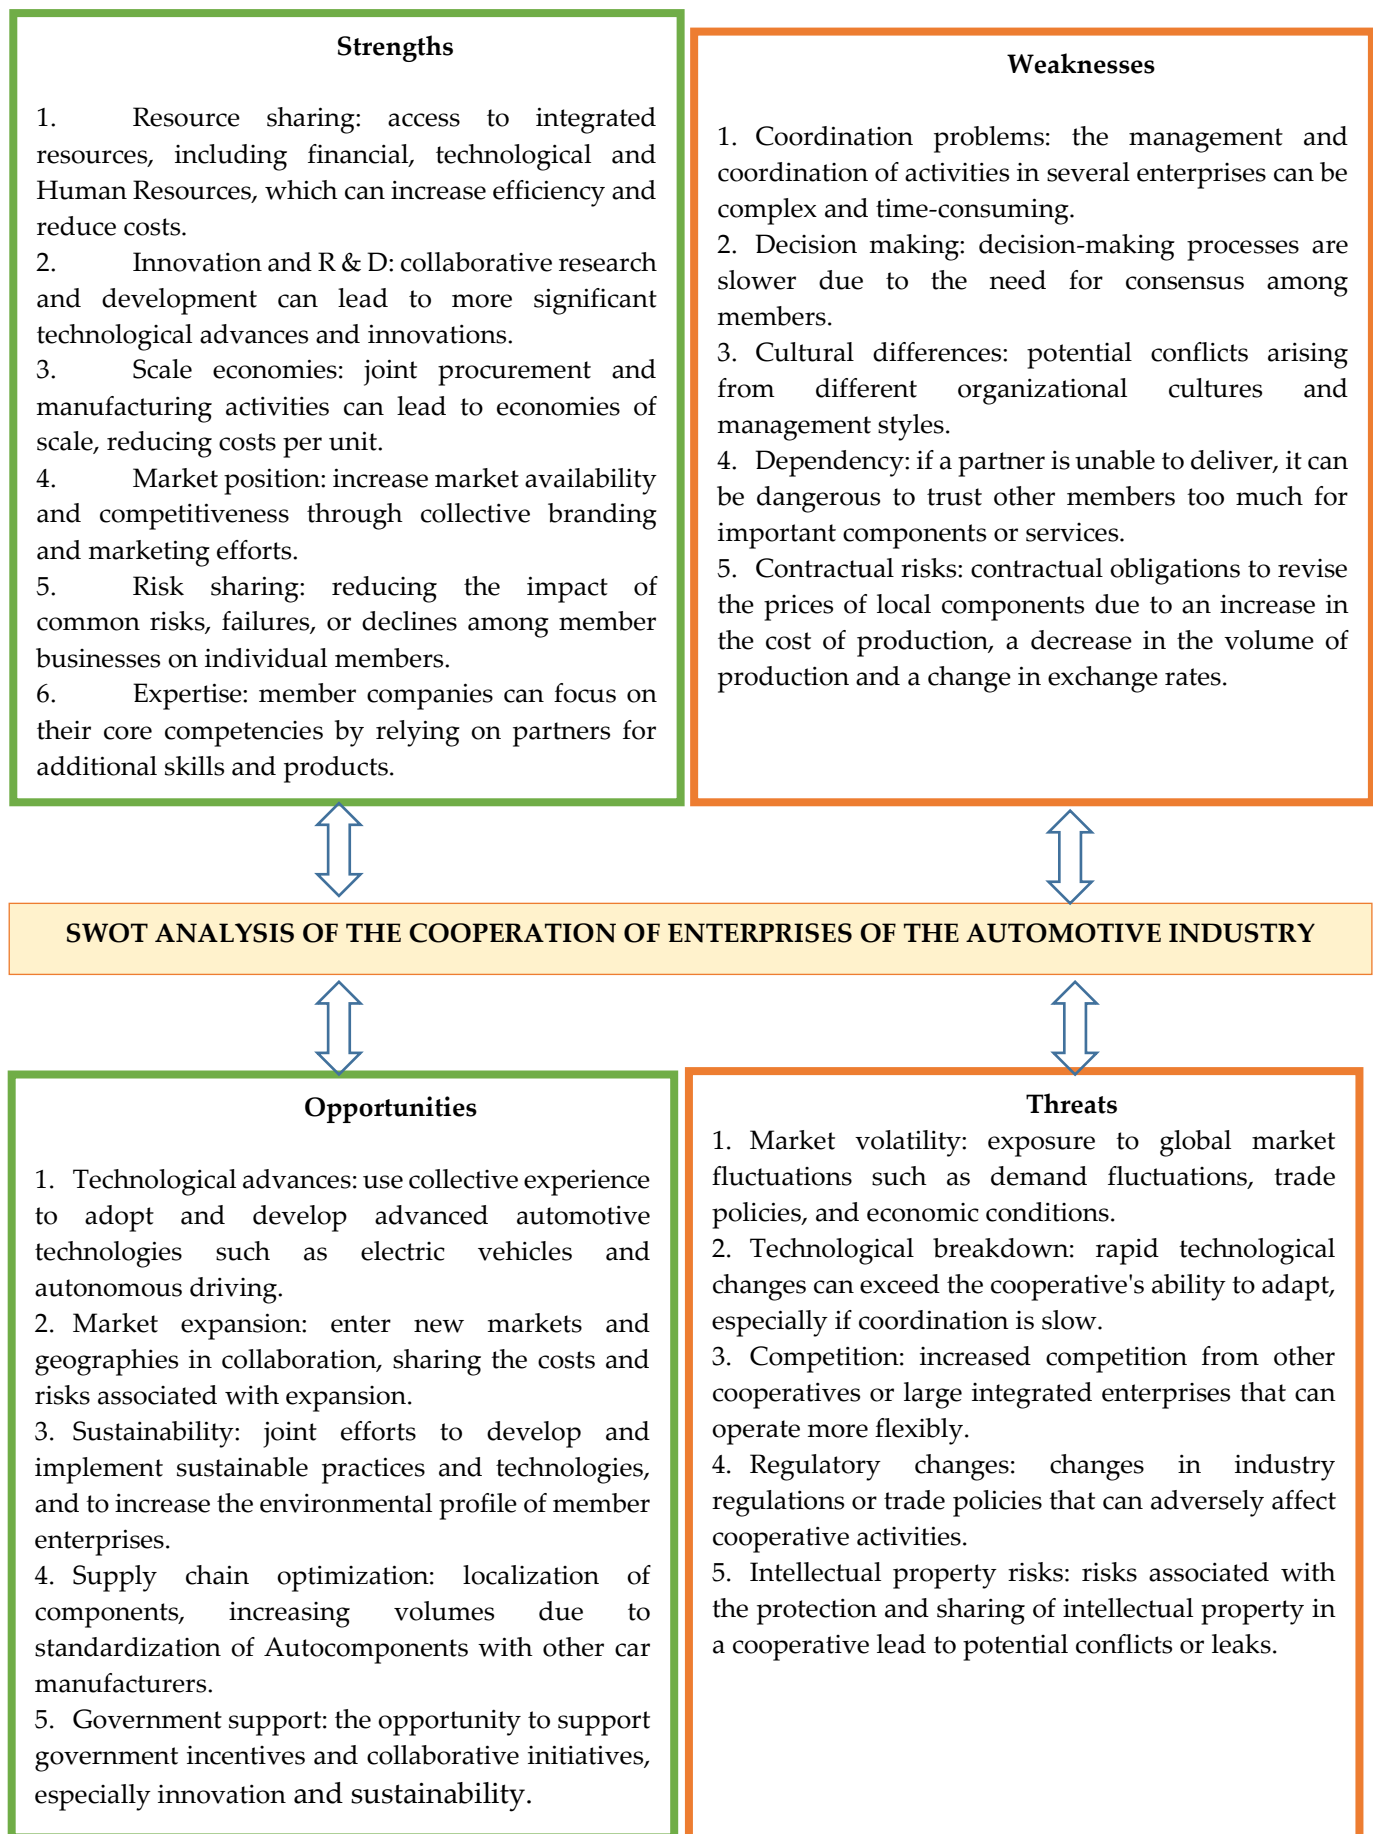 Strengths
1. Resource sharing: access to integrated
resources, including financial, technological and
Human Resources, which can increase efficiency and
reduce costs.
2. Innovation and R & D: collaborative research
and development can lead to more significant
technological advances and innovations.
3. Scale economies: joint procurement and
manufacturing activities can lead to economies of
scale, reducing costs per unit.
4. Market position: increase market availability
and competitiveness through collective branding
and marketing efforts.
5. Risk sharing: reducing the impact of
common risks, failures, or declines among member
businesses on individual members.
6. Expertise: member companies can focus on
their core competencies by relying on partners for
additional skills and products.
Weaknesses
1. Coordination problems: the management and
coordination of activities in several enterprises can be
complex and time-consuming.
2. Decision making: decision-making processes are
slower due to the need for consensus among
members.
3. Cultural differences: potential conflicts arising
from different organizational cultures and
management styles.
4. Dependency: if a partner is unable to deliver, it can
be dangerous to trust other members too much for
important components or services.
5. Contractual risks: contractual obligations to revise
the prices of local components due to an increase in
the cost of production, a decrease in the volume of
production and a change in exchange rates.
SWOT ANALYSIS OF THE COOPERATION OF ENTERPRISES OF THE AUTOMOTIVE INDUSTRY
Opportunities
1. Technological advances: use collective experience
to adopt and develop advanced automotive
technologies such as electric vehicles and
autonomous driving.
2. Market expansion: enter new markets and
geographies in collaboration, sharing the costs and
risks associated with expansion.
3. Sustainability: joint efforts to develop and
implement sustainable practices and technologies,
and to increase the environmental profile of member
enterprises.
4. Supply chain optimization: localization of
components, increasing volumes due to
standardization of Autocomponents with other car
manufacturers.
5. Government support: the opportunity to support
government incentives and collaborative initiatives,
especially innovation and sustainability.
Threats
1. Market volatility: exposure to global market
fluctuations such as demand fluctuations, trade
policies, and economic conditions.
2. Technological breakdown: rapid technological
changes can exceed the cooperative's ability to adapt,
especially if coordination is slow.
3. Competition: increased competition from other
cooperatives or large integrated enterprises that can
operate more flexibly.
4. Regulatory changes: changes in industry
regulations or trade policies that can adversely affect
cooperative activities.
5. Intellectual property risks: risks associated with
the protection and sharing of intellectual property in
a cooperative lead to potential conflicts or leaks.